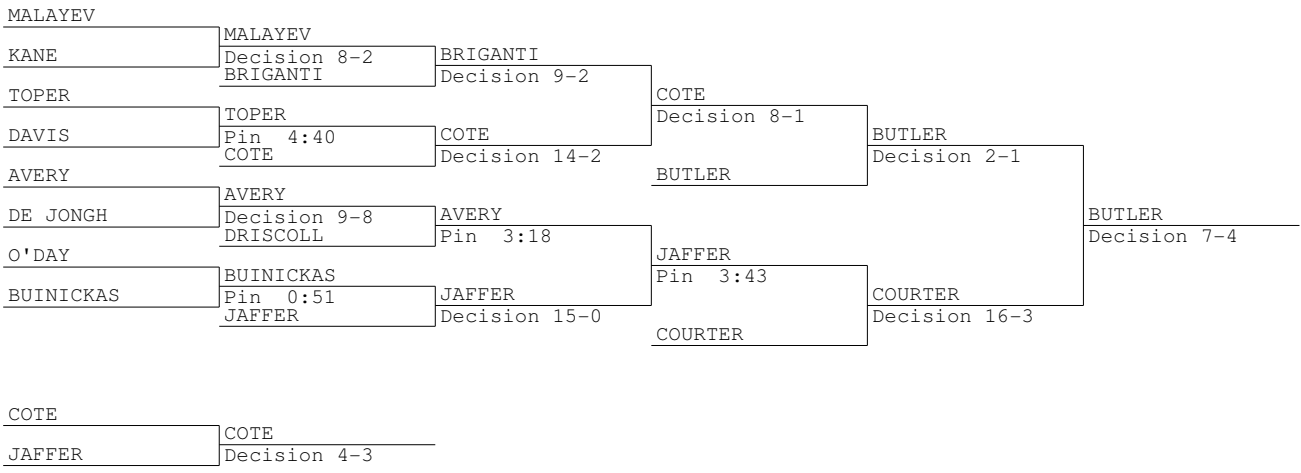 MALAYEV
MALAYEV
KANE
Decision 8-2
BRIGANTI
BRIGANTI
Decision 9-2
TOPER
COTE
TOPER
Decision 8-1
DAVIS
Pin 4:40
COTE
BUTLER
COTE
Decision 14-2
Decision 2-1
AVERY
BUTLER
AVERY
DE JONGH
Decision 9-8
AVERY
BUTLER
DRISCOLL
Pin 3:18
Decision 7-4
O'DAY
JAFFER
BUINICKAS
Pin 3:43
BUINICKAS
Pin 0:51
JAFFER
COURTER
JAFFER
Decision 15-0
Decision 16-3
COURTER
COTE
COTE
JAFFER
Decision 4-3